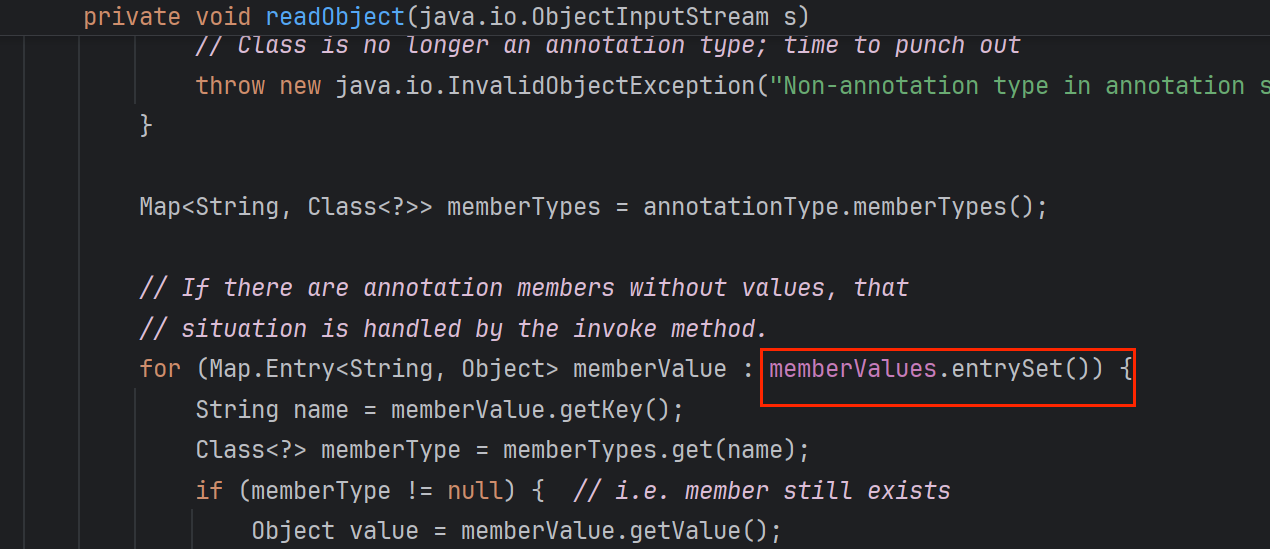 private void readObject(java.io.ObjectInputStream s)
// Class is no longer an annotation type; time to punch out
throw new java.io.InvalidObjectException("Non-annotation type in annotation s
}
Map<String, Class<?>> memberTypes = annotationType.memberTypes();
// If there are annotation members without values, that
// situation is handled by the invoke method.
for (Map.Entry<String, Object> memberValue : memberValues.entrySet()) {
String name = memberValue.getKey();
Class<?> memberType = memberTypes.get(name);
if (memberType != null) {  // i.e. member still exists
Object value = memberValue.getValue();